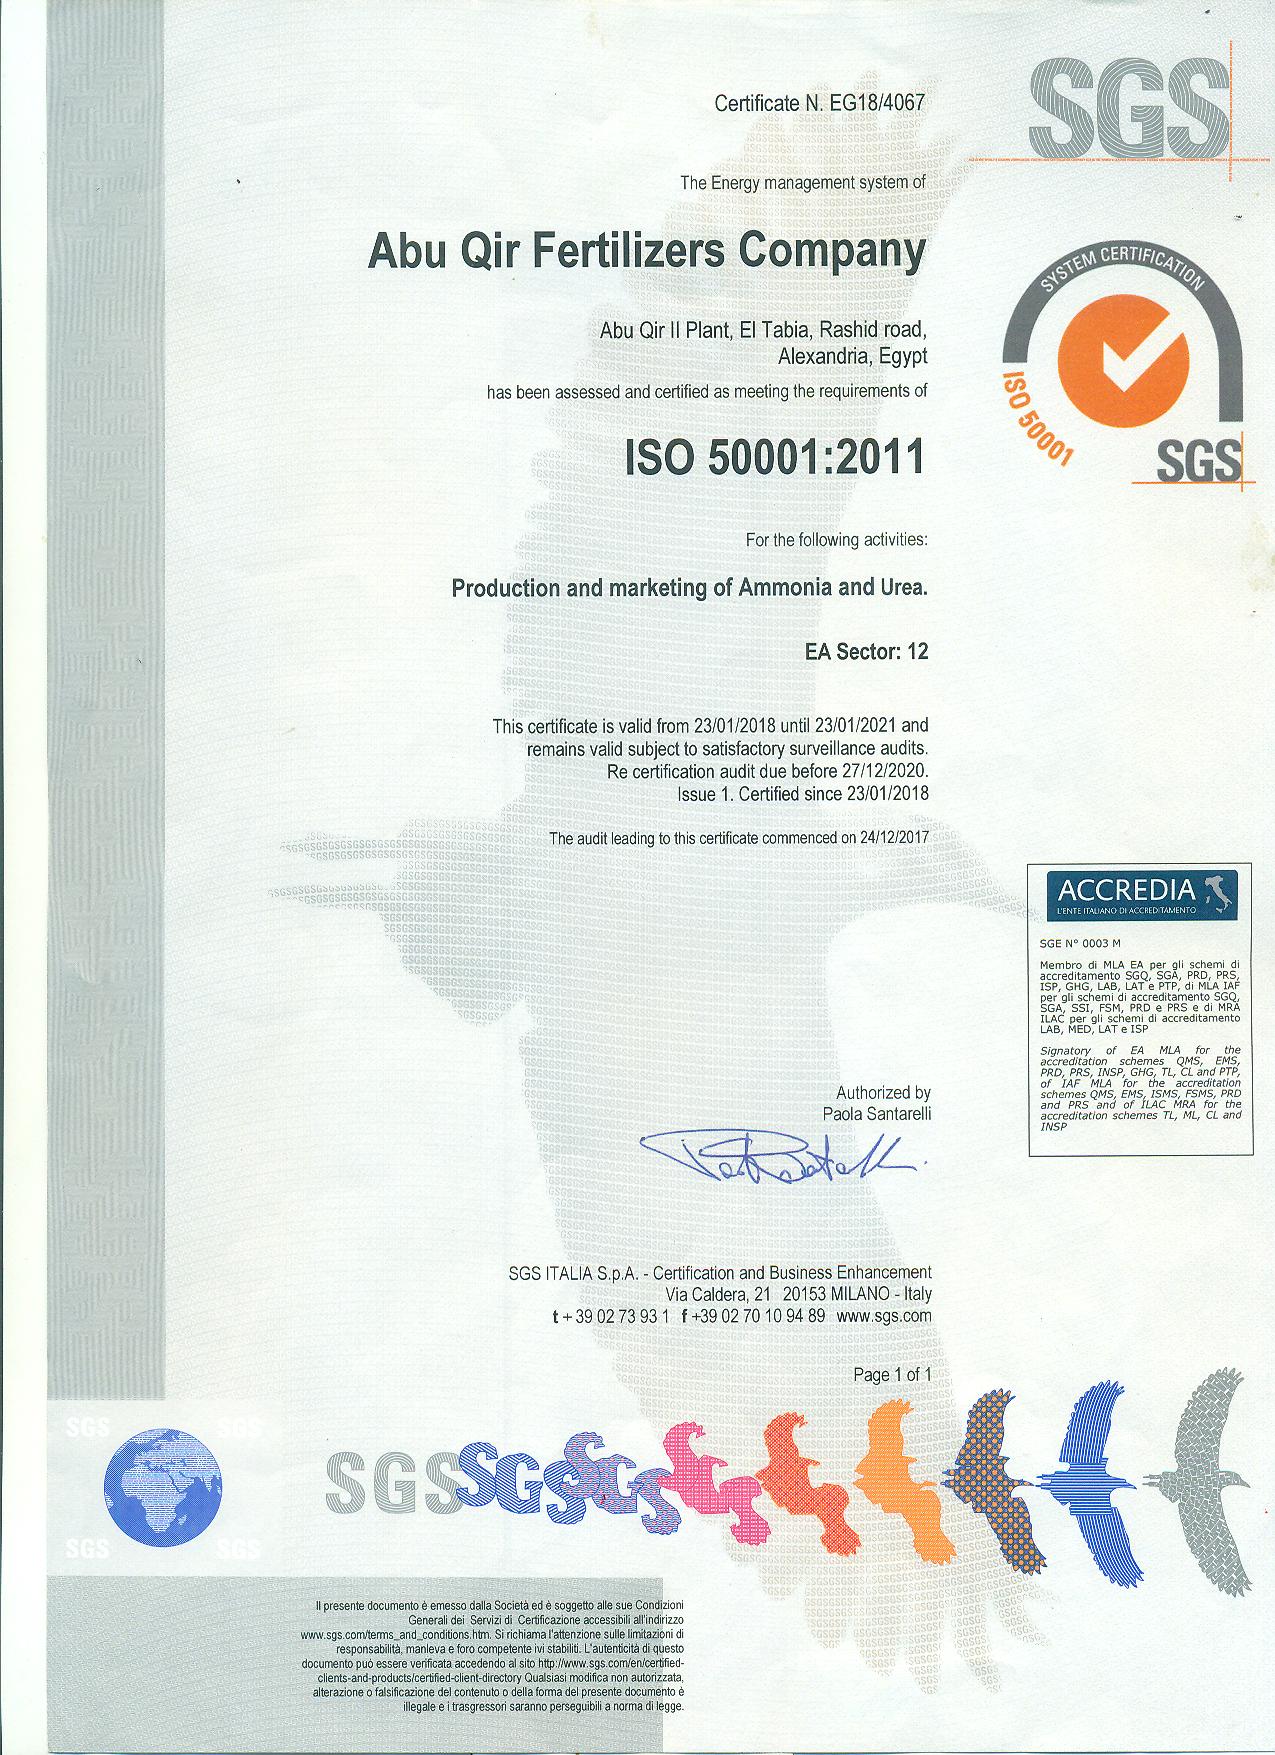 Certificate N. EG18/4067
SGS
The Energy management system of
Abu Qir Fertilizers Company
Abu Qir II Plant, El Tabia, Rashid road,
Alexandria, Egypt
has been assessed and certified as meeting the requirements of
ISO 50001:2011
SYSTEM CERTIFICATION
ISO 50001
SGS
For the following activities:
Production and marketing of Ammonia and Urea.
EA Sector: 12
This certificate is valid from 23/01/2018 until 23/01/2021 and
remains valid subject to satisfactory surveillance audits.
Re certification audit due before 27/12/2020.
Issue 1. Certified since 23/01/2018
The audit leading to this certificate commenced on 24/12/2017
ACCREDIA
L'ENTE ITALIANO DI ACCREDITAMENTO
SGE N° 0003 M
Membro di MLA EA per gli schemi di
accreditamento SGQ, SGA, PRD, PRS,
ISP, GHG, LAB, LAT e PTP, di MLA IAF
per gli schemi di accreditamento SGQ,
SGA, SSI, FSM, PRD e PRS e di MRA
ILAC per gli schemi di accreditamento
LAB, MED, LAT e ISP
Signatory of EA MLA for the
accreditation schemes QMS, EMS,
PRD, PRS, INSP, GHG, TL, CL and PTP,
of IAF MLA for the accreditation
schemes QMS, EMS, ISMS, FSMS, PRD
and PRS and of ILAC MRA for the
accreditation schemes TL, ML, CL and
INSP
Authorized by
Paola Santarelli
SGS ITALIA S.p.A. - Certification and Business Enhancement
Via Caldera, 21 20153 MILANO - Italy
t + 39 02 73 93 1 f +39 02 70 10 94 89 www.sgs.com
Page 1 of 1
SGS SGS
SGS SGS
SGS SGS SGS
Il presente documento è emesso dalla Società ed è soggetto alle sue Condizioni
Generali dei Servizi di Certificazione accessibili all'indirizzo
www.sgs.com/terms_and_conditions.htm. Si richiama l'attenzione sulle limitazioni di
responsabilità, manleva e foro competente ivi stabiliti. L'autenticità di questo
documento può essere verificata accedendo al sito http://www.sgs.com/en/certified-
clients-and-products/certified-client-directory Qualsiasi modifica non autorizzata,
alterazione o falsificazione del contenuto o della forma del presente documento è
illegale e i trasgressori saranno perseguibili a norma di legge.